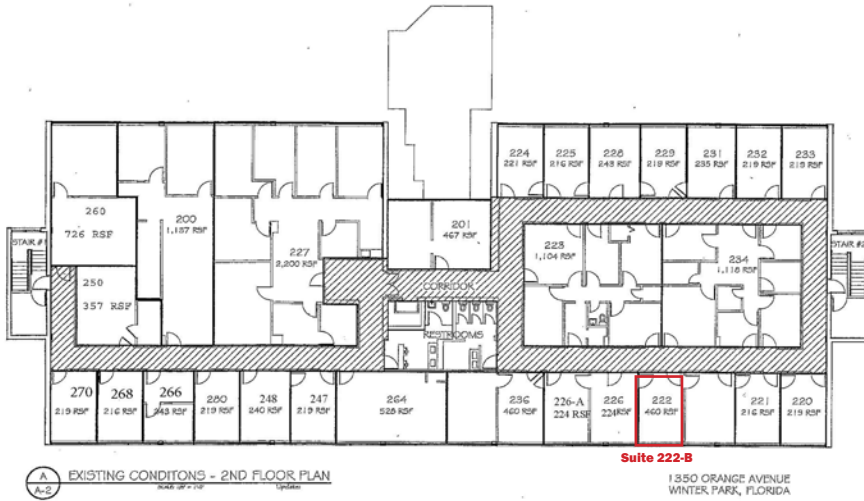 224
221 RSF
225
216 RSF
228
243 RSF
229
219 RSF
231
235 RSF
232
219 RSF
233
219 RSF
260
726 RSF
200
1,137 RSF
201
467 RSF
227
2,200 RSF
223
1,104 RSF
234
1,118 RSF
STAIR #1
STAIR #2
250
357 RSF
CORRIDOR
RESTROOMS
270
219 RSF
268
216 RSF
266
243 RSF
280
219 RSF
248
240 RSF
247
219 RSF
264
528 RSF
236
460 RSF
226-A
224 RSF
226
224 RSF
222
460 RSF
221
216 RSF
220
219 RSF
Suite 222-B
A
A-2
EXISTING CONDITONS - 2ND FLOOR PLAN
1350 ORANGE AVENUE
WINTER PARK, FLORIDA